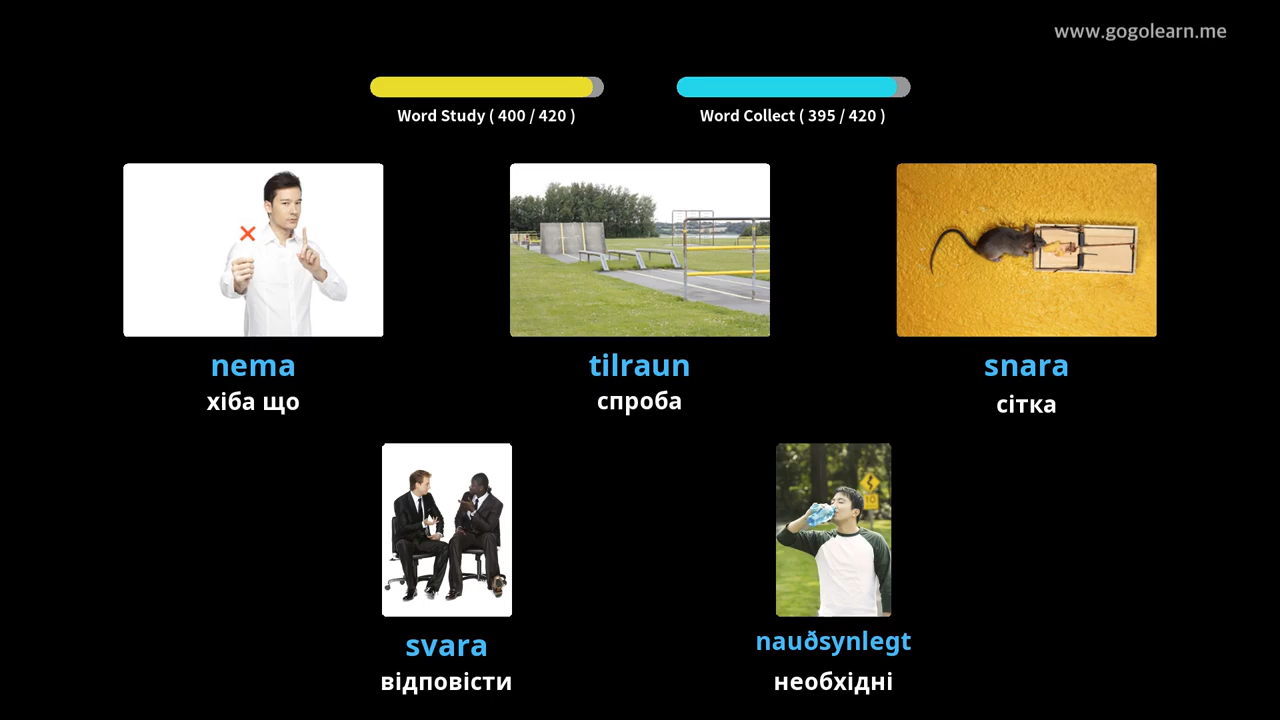 www.gogolearn.me
Word Study ( 400 / 420 )
Word Collect ( 395 / 420 )
nema
хіба що
tilraun
спроба
snara
сітка
svara
відповісти
nauðsynlegt
необхідні